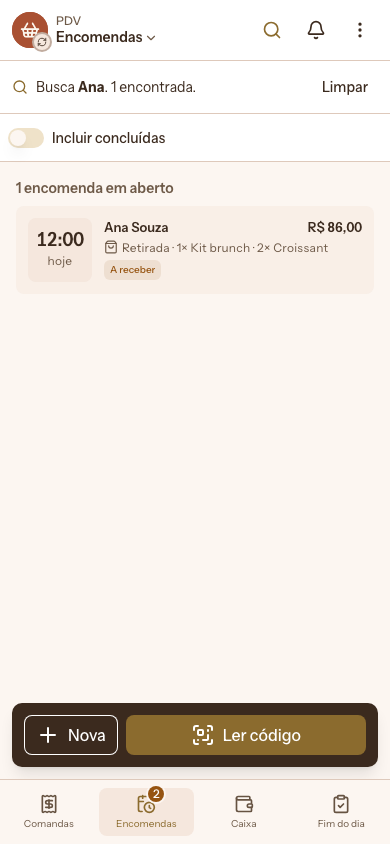 PDV
Encomendas
Busca Ana. 1 encontrada.
Limpar
Incluir concluídas
1 encomenda em aberto
12:00
hoje
Ana Souza
R$ 86,00
Retirada · 1× Kit brunch · 2× Croissant
A receber
Nova
Ler código
2
Comandas
Encomendas
Caixa
Fim do dia